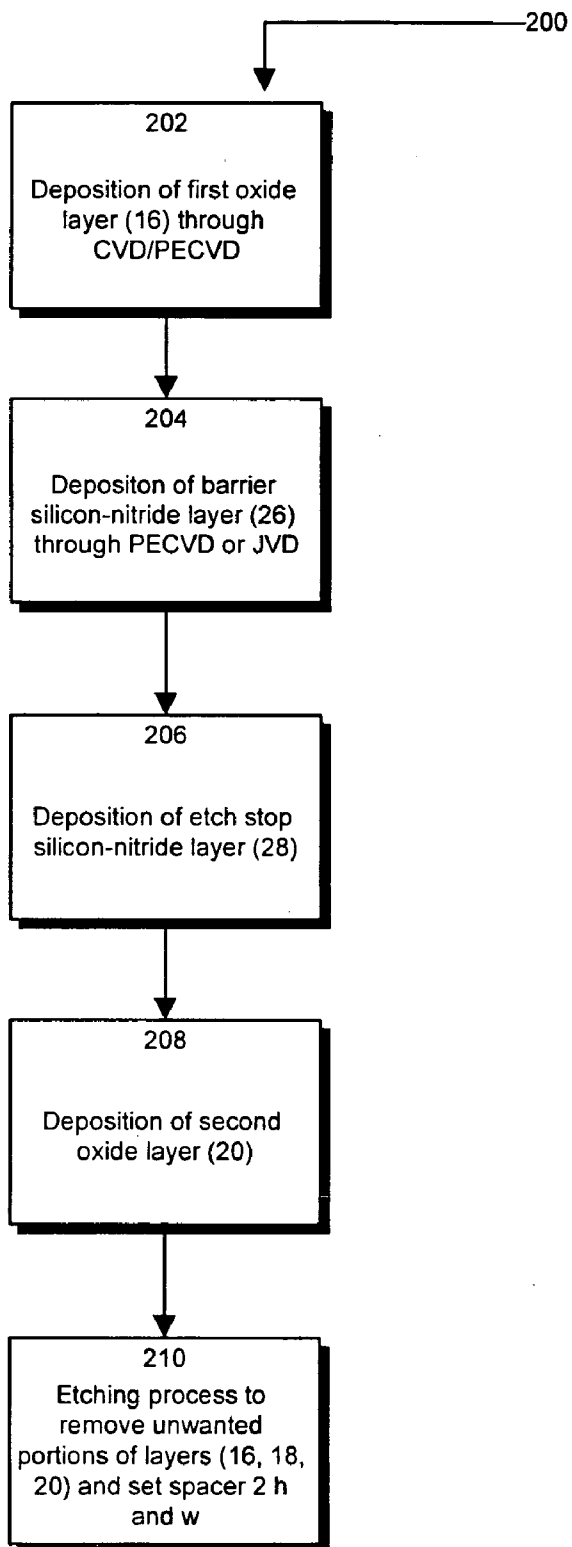 200
202
Deposition of first oxide
layer (16) through
CVD/PECVD
204
Depositon of barrier
silicon-nitride layer (26)
through PECVD or JVD
206
Deposition of etch stop
silicon-nitride layer (28)
208
Deposition of second
oxide layer (20)
210
Etching process to
remove unwanted
portions of layers (16, 18,
20) and set spacer 2 h
and w